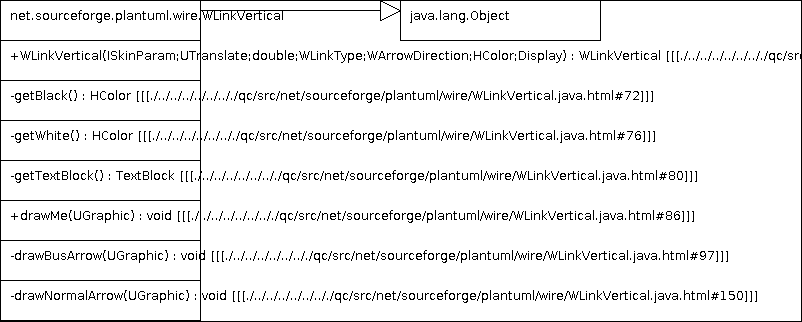 net.sourceforge.plantuml.wire.WLinkVertical
java.lang.Object
+WLinkVertical(ISkinParam;UTranslate;double;WLinkType;WArrowDirection;HColor;Display) : WLinkVertical [[[./../../../../../../../qc/src
-getBlack() : HColor [[[./../../../../../../../qc/src/net/sourceforge/plantuml/wire/WLinkVertical.java.html#72]]]
-getWhite() : HColor [[[./../../../../../../../qc/src/net/sourceforge/plantuml/wire/WLinkVertical.java.html#76]]]
-getTextBlock() : TextBlock [[[./../../../../../../../qc/src/net/sourceforge/plantuml/wire/WLinkVertical.java.html#80]]]
+drawMe(UGraphic) : void [[[./../../../../../../../qc/src/net/sourceforge/plantuml/wire/WLinkVertical.java.html#86]]]
-drawBusArrow(UGraphic) : void [[[./../../../../../../../qc/src/net/sourceforge/plantuml/wire/WLinkVertical.java.html#97]]]
-drawNormalArrow(UGraphic) : void [[[./../../../../../../../qc/src/net/sourceforge/plantuml/wire/WLinkVertical.java.html#150]]]